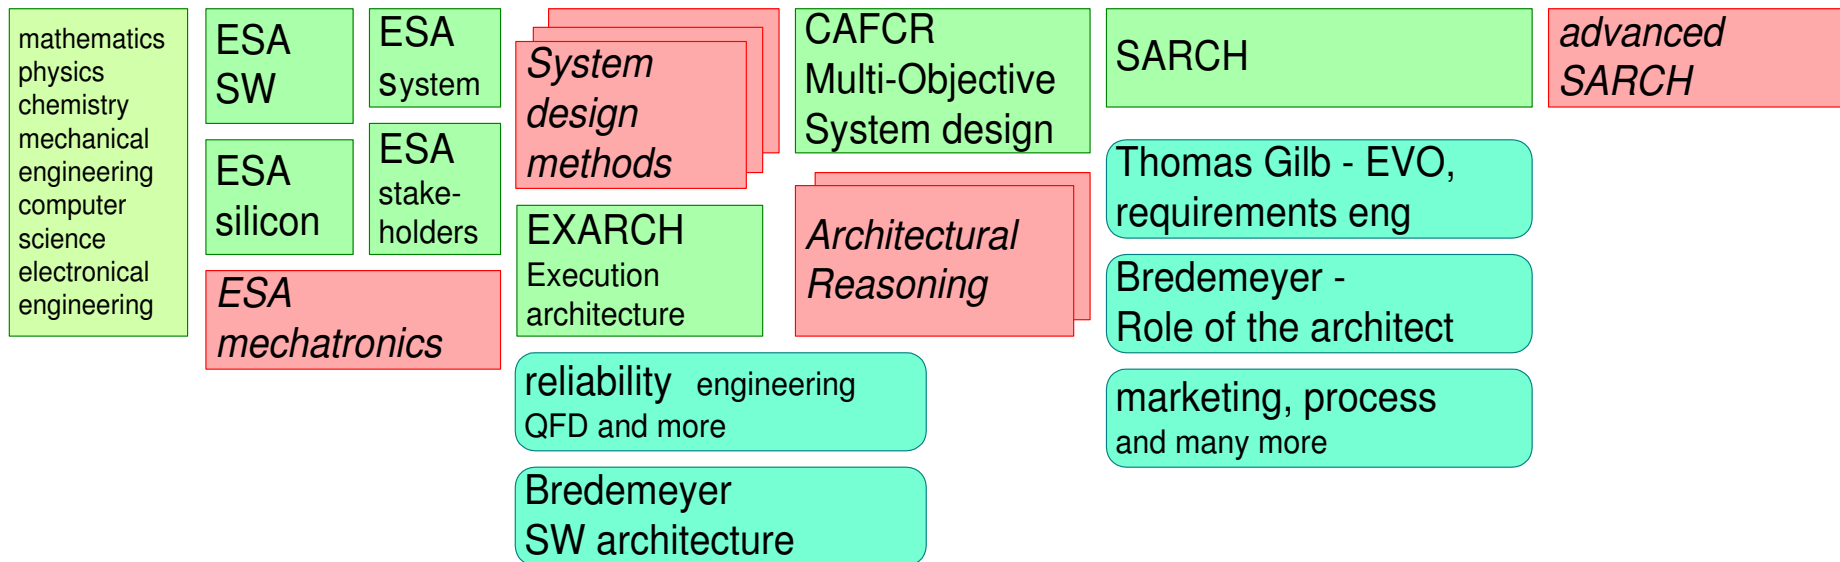 mathematics
physics
chemistry
mechanical
engineering
computer
science
electronical
engineering
ESA
SW
ESA
silicon
ESA
system
ESA
stake-
holders
ESA
mechatronics
System
design
methods
EXARCH
Execution
architecture
reliability engineering
QFD and more
Bredemeyer
SW architecture
CAFCR
Multi-Objective
System design
Architectural
Reasoning
SARCH
Thomas Gilb - EVO,
requirements eng
Bredemeyer -
Role of the architect
marketing, process
and many more
advanced
SARCH